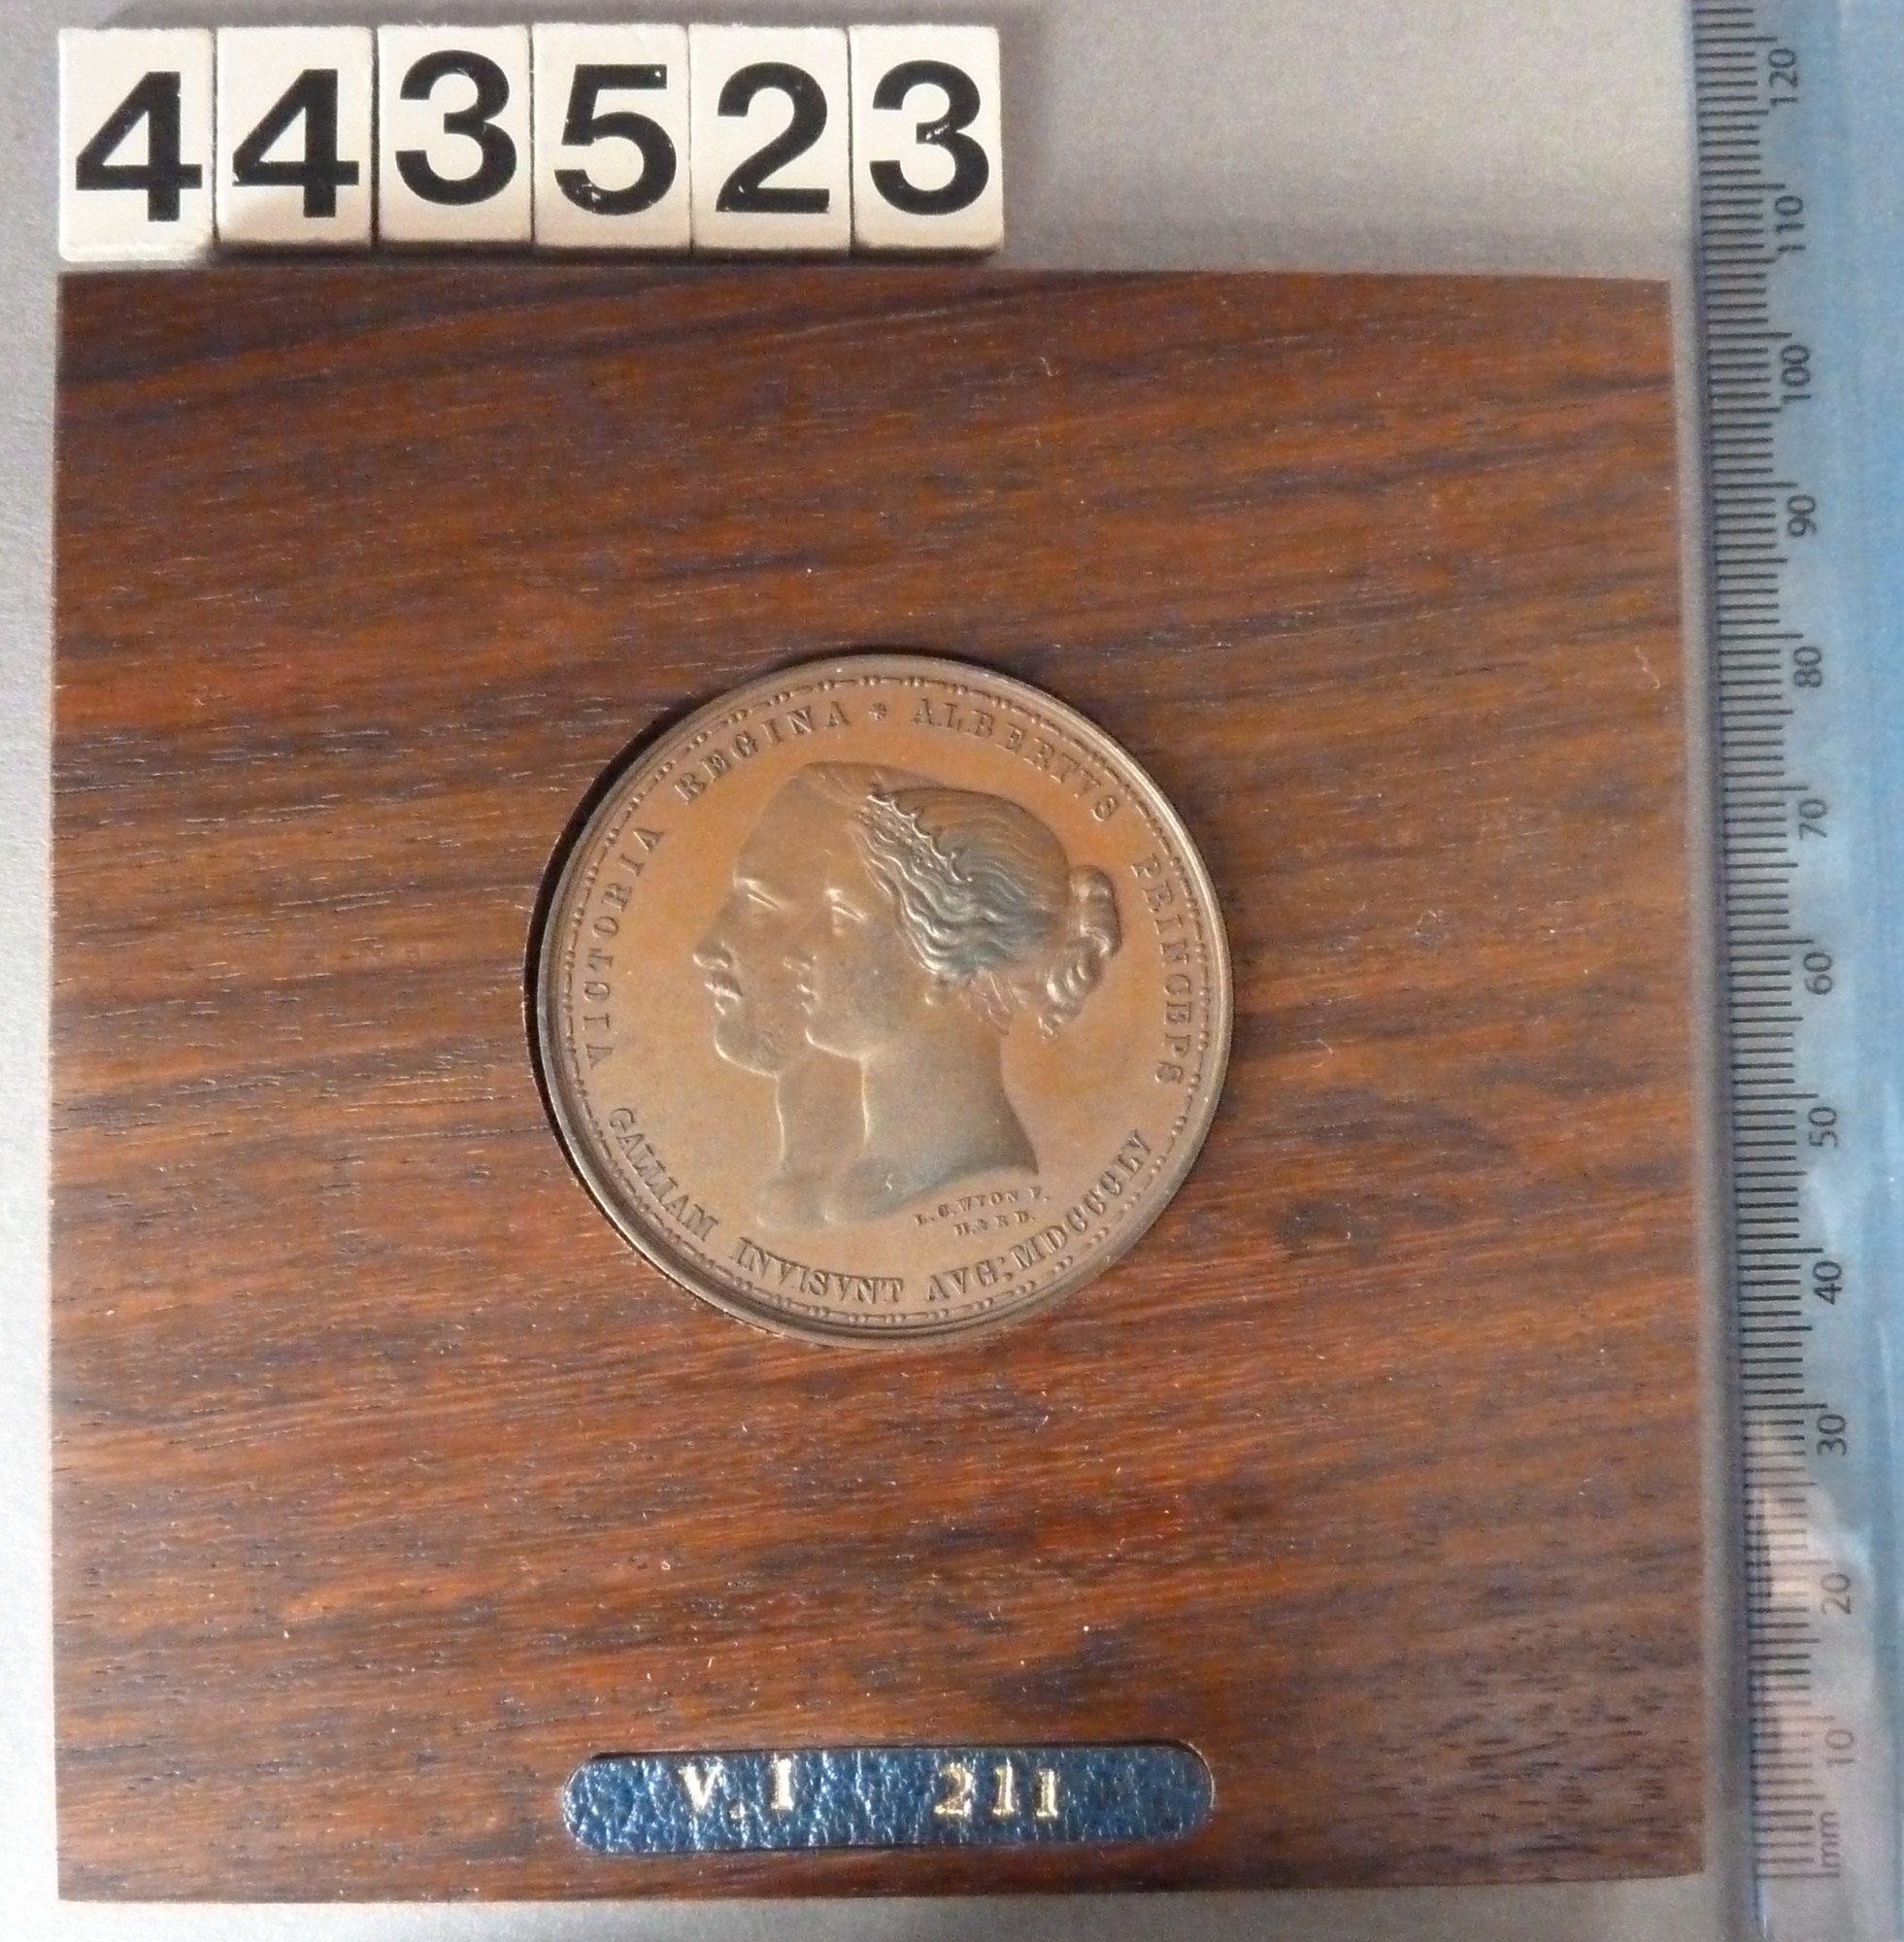 443523
VICTORIA REGINA * ALBERTVS PRINCEPS
GALLIAM INVISVNT AVG: MDCCCLV
L.C. WYON F.
H. & R D.
V. I 211
120
110
100
90
80
70
60
50
40
30
20
10
1mm